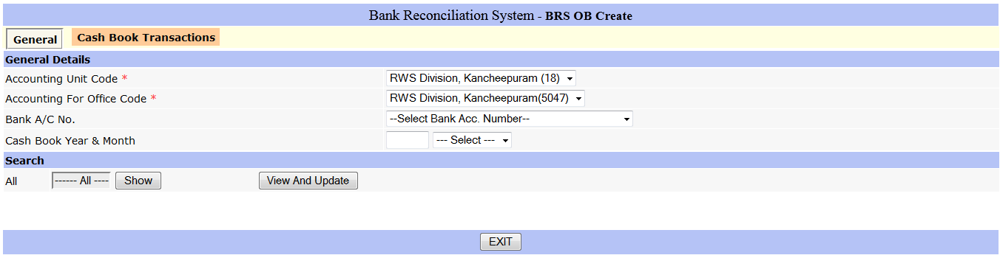 Bank Reconciliation System - BRS OB Create
General Cash Book Transactions
General Details
Accounting Unit Code * RWS Division, Kancheepuram (18)
Accounting For Office Code * RWS Division, Kancheepuram(5047)
Bank A/C No. --Select Bank Acc. Number--
Cash Book Year & Month --- Select ---
Search
All ------ All ---- Show View And Update
EXIT